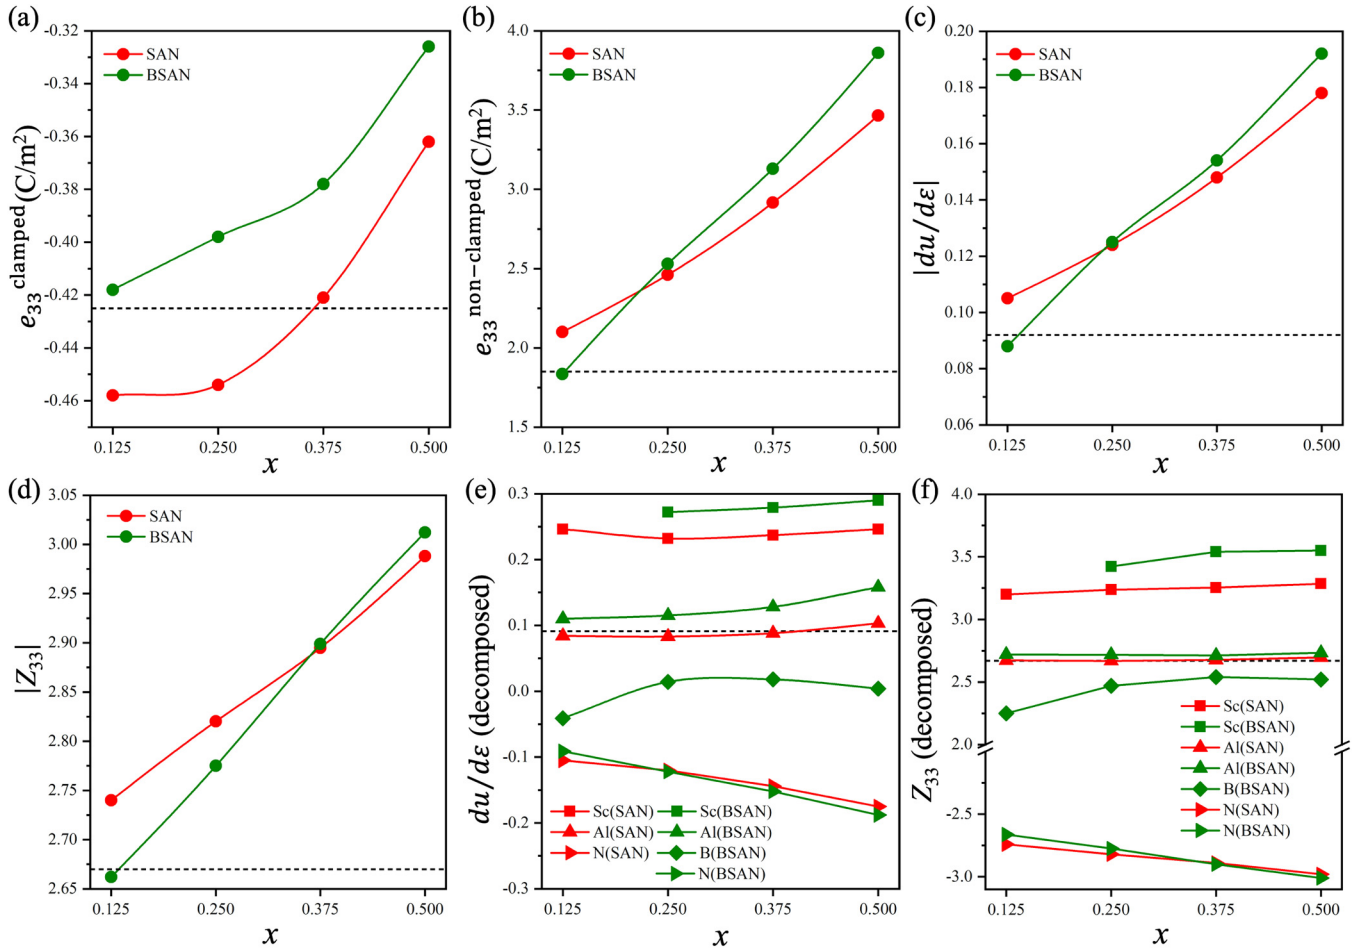 (a)
-0.32
-0.34
-0.36
-0.38
-0.40
-0.42
-0.44
-0.46
e₃₃^clamped(C/m²)
SAN
BSAN
0.125 0.250 0.375 0.500
x
(b)
4.0
3.5
3.0
2.5
2.0
1.5
e₃₃^non−clamped(C/m²)
SAN
BSAN
0.125 0.250 0.375 0.500
x
(c)
0.20
0.18
0.16
0.14
0.12
0.10
0.08
0.06
|du/dε|
SAN
BSAN
0.125 0.250 0.375 0.500
x
(d)
3.05
3.00
2.95
2.90
2.85
2.80
2.75
2.70
2.65
|Z₃₃|
SAN
BSAN
0.125 0.250 0.375 0.500
x
(e)
0.3
0.2
0.1
0.0
-0.1
-0.2
-0.3
du/dε (decomposed)
Sc(SAN) Sc(BSAN)
Al(SAN) Al(BSAN)
N(SAN) B(BSAN)
N(BSAN)
0.125 0.250 0.375 0.500
x
(f)
4.0
3.5
3.0
2.5
2.0
-2.5
-3.0
Z₃₃ (decomposed)
Sc(SAN)
Sc(BSAN)
Al(SAN)
Al(BSAN)
B(BSAN)
N(SAN)
N(BSAN)
0.125 0.250 0.375 0.500
x